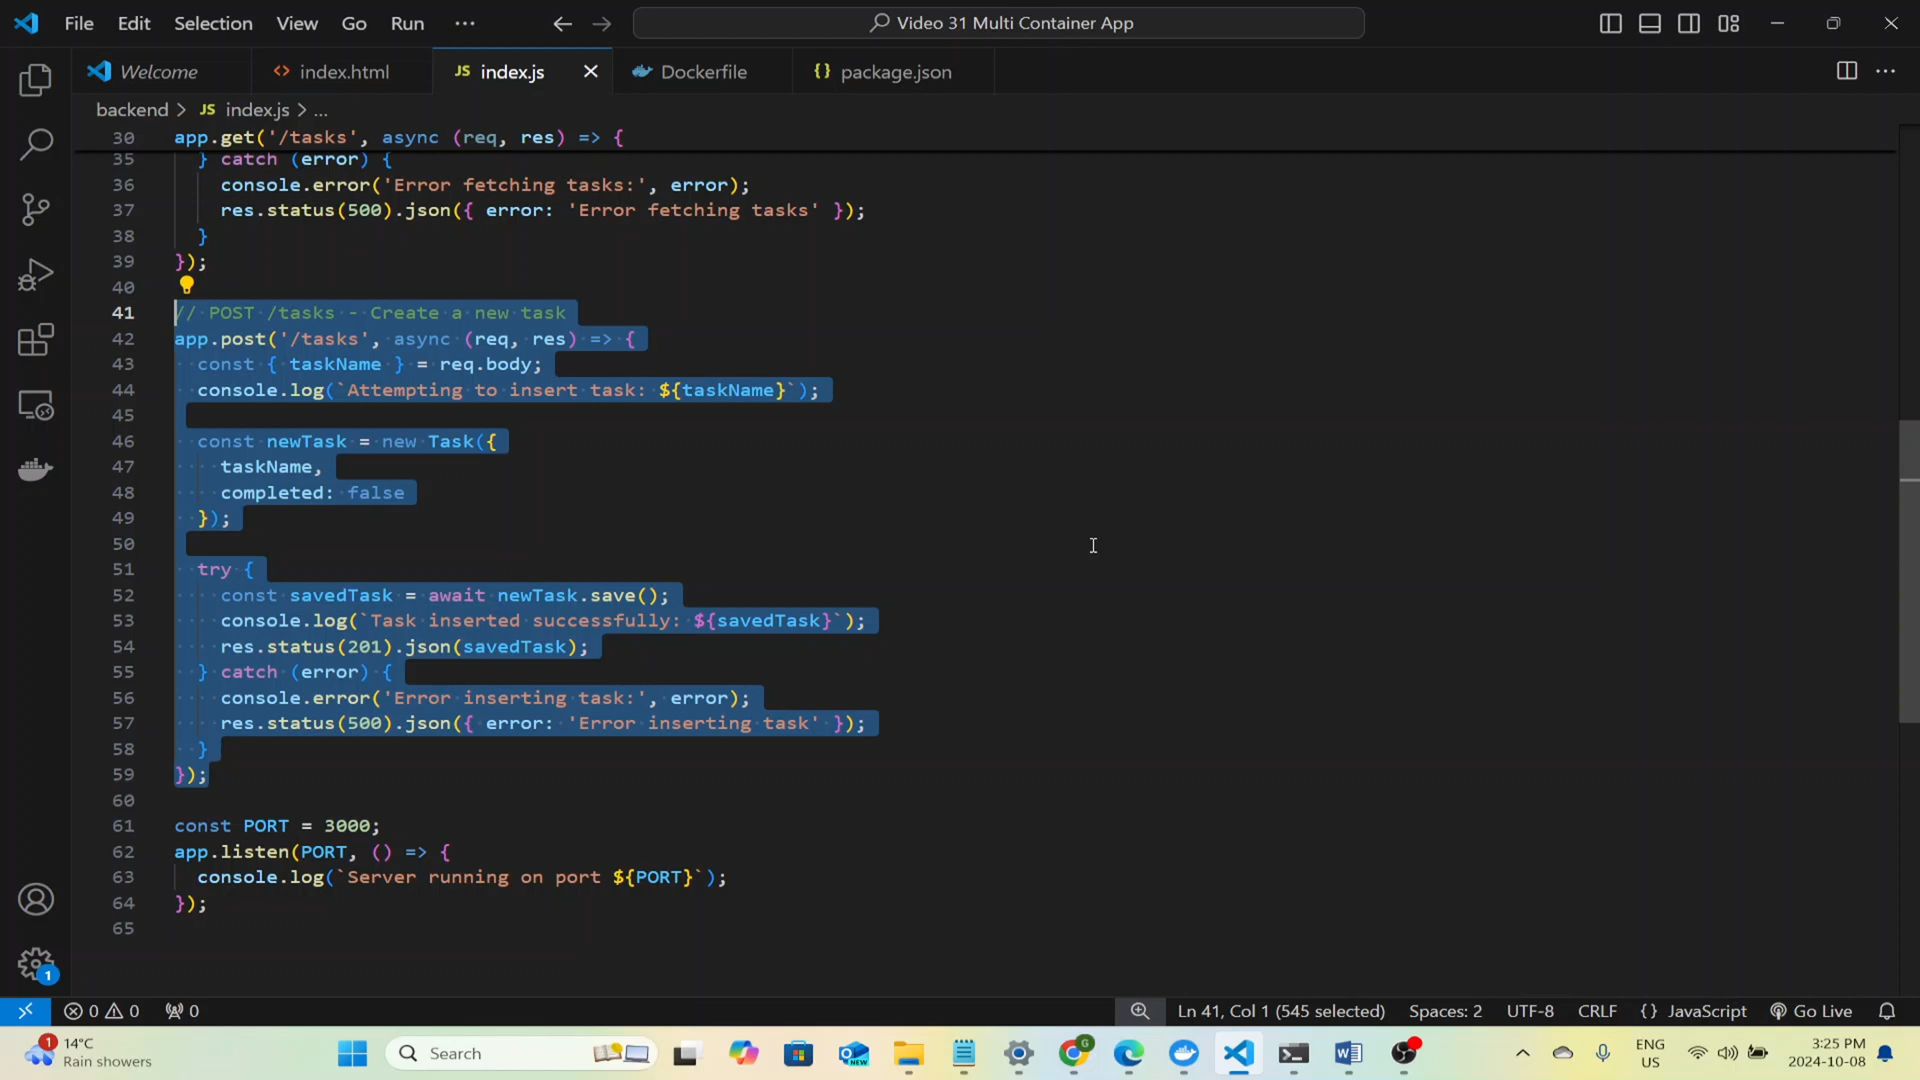 File Edit Selection View Go Run ··· Video 31 Multi Container App
Welcome <> index.html JS index.js Dockerfile {} package.json
backend > JS index.js > ...
30 app.get('/tasks', async (req, res) => {
35 } catch (error) {
36 console.error('Error fetching tasks:', error);
37 res.status(500).json({ error: 'Error fetching tasks' });
38 }
39 });
40
41 // POST /tasks - Create a new task
42 app.post('/tasks', async (req, res) => {
43 const { taskName } = req.body;
44 console.log(`Attempting to insert task: ${taskName}`);
45
46 const newTask = new Task({
47 taskName,
48 completed: false
49 });
50
51 try {
52 const savedTask = await newTask.save();
53 console.log(`Task inserted successfully: ${savedTask}`);
54 res.status(201).json(savedTask);
55 } catch (error) {
56 console.error('Error inserting task:', error);
57 res.status(500).json({ error: 'Error inserting task' });
58 }
59 });
60
61 const PORT = 3000;
62 app.listen(PORT, () => {
63 console.log(`Server running on port ${PORT}`);
64 });
65
1
0 0 0 Ln 41, Col 1 (545 selected) Spaces: 2 UTF-8 CRLF {} JavaScript Go Live
1 14°C
Rain showers
Search
NEW
G
ENG
US
3:25 PM
2024-10-08